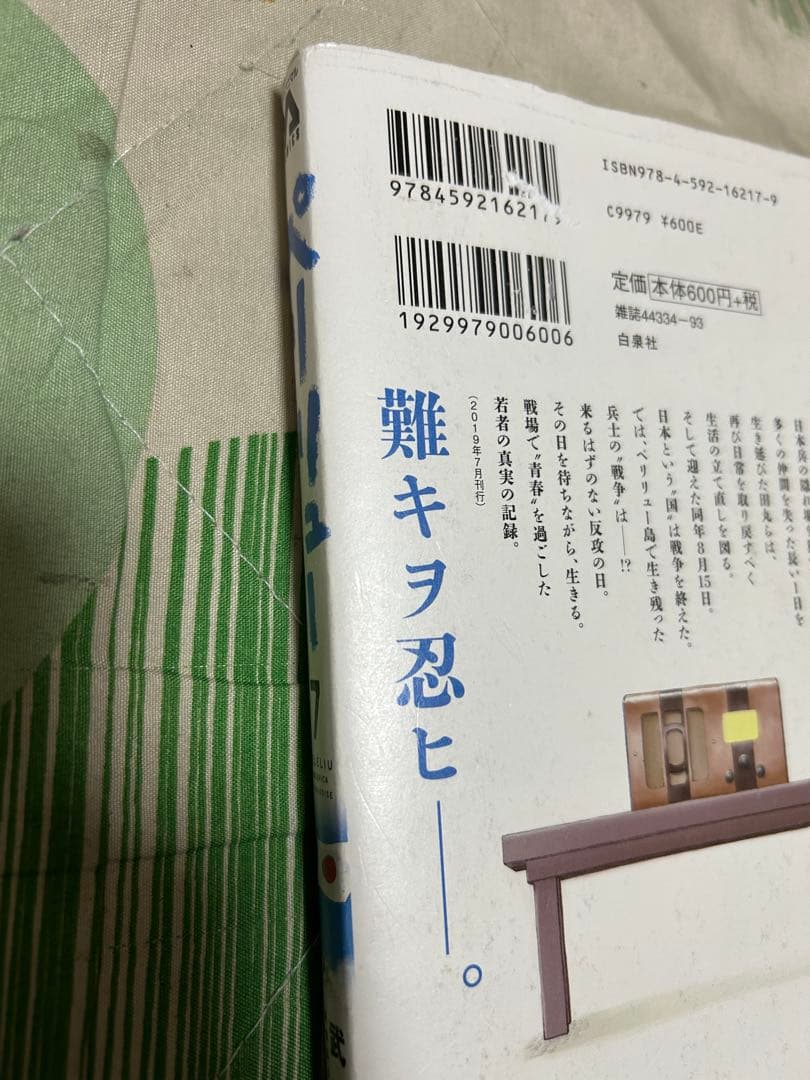 9784592162179
ISBN978-4-592-16217-9
C9979 ¥600E
1929979006006
定価 本体600円+税
雑誌44334-93
白泉社
多くの仲間を失った長い1日を
生き延びた田丸らは、
再び日常を取り戻すべく
生活の立て直しを図る。
そして迎えた同年8月15日。
日本という〝国〟は戦争を終えた。
では、ペリリュー島で生き残った
兵士の〝戦争〟は――!?
来るはずのない反攻の日。
その日を待ちながら、生きる。
戦場で〝青春〟を過ごした
若者の真実の記録。
(2019年7月刊行)
難キヲ忍ヒ――。
ペリリュー
7
武